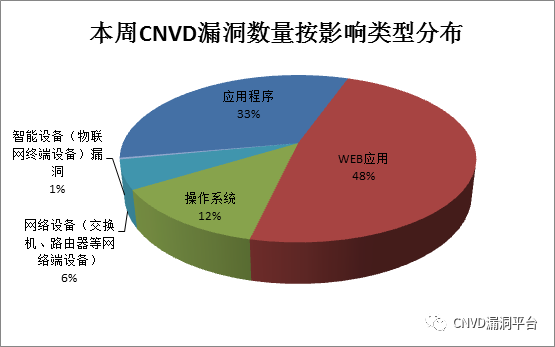 本周CNVD漏洞数量按影响类型分布
应用程序
33%
WEB应用
48%
智能设备（物联
网终端设备）漏
洞
1%
操作系统
12%
网络设备（交换
机、路由器等网
络端设备）
6%
CNVD漏洞平台